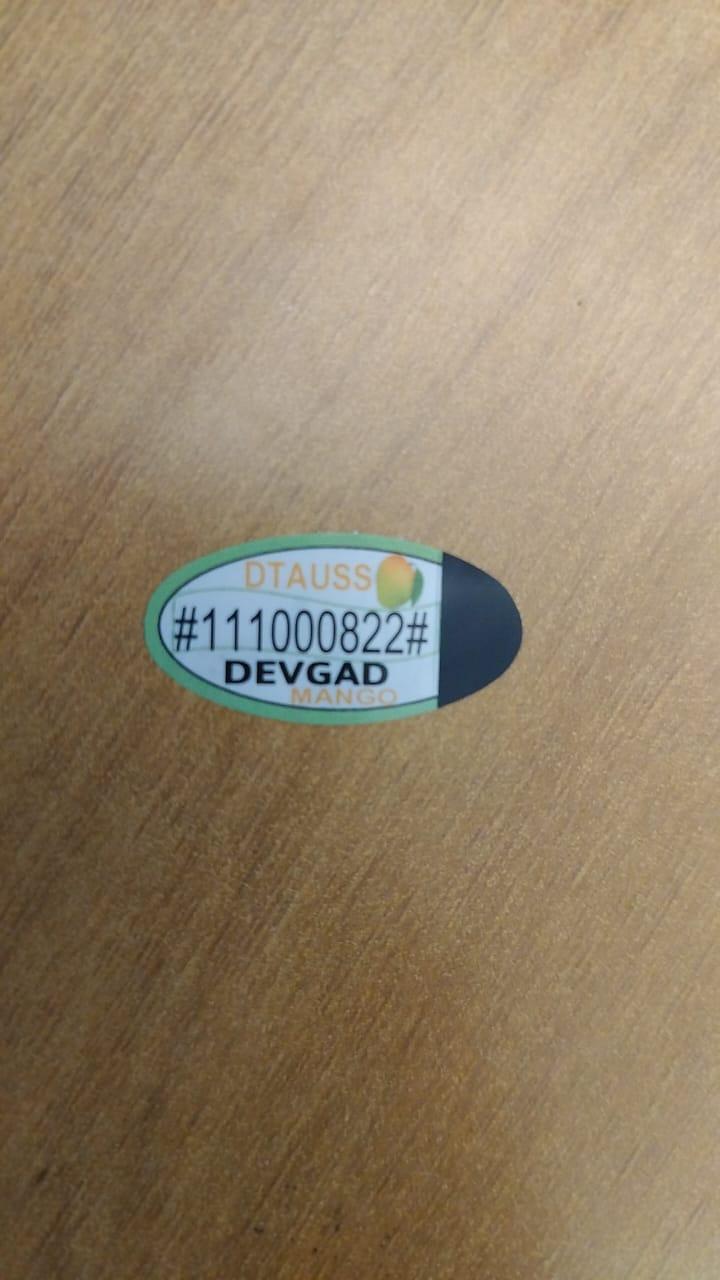 DTAUSS
#111000822#
DEVGAD
MANGO